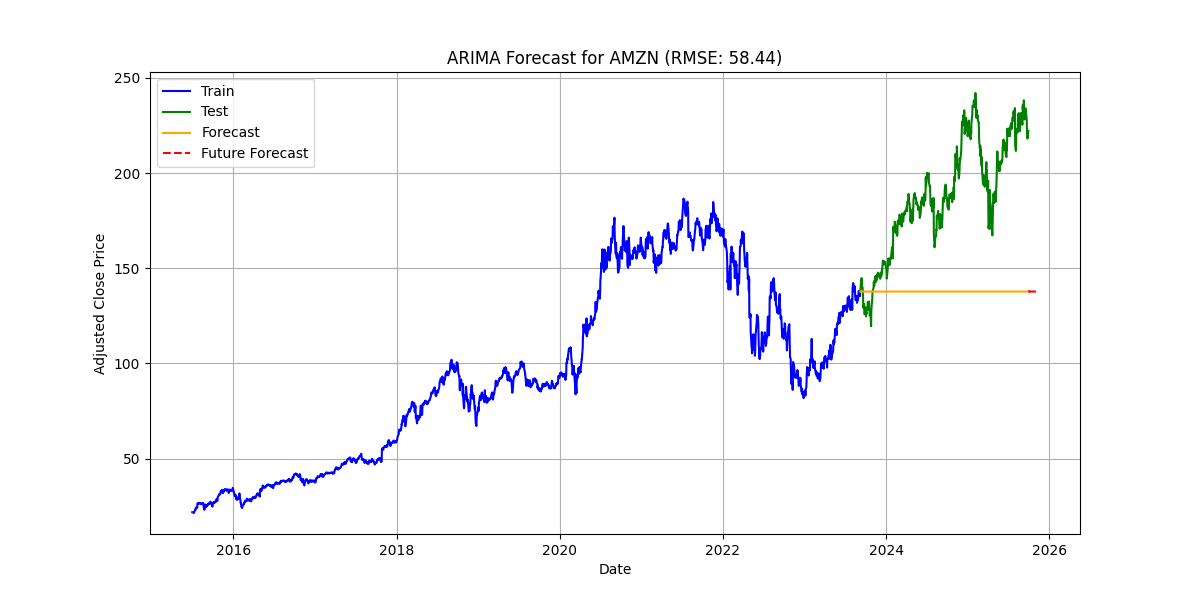 ARIMA Forecast for AMZN (RMSE: 58.44)
250
200
150
100
50
Adjusted Close Price
Train
Test
Forecast
Future Forecast
2016
2018
2020
2022
2024
2026
Date